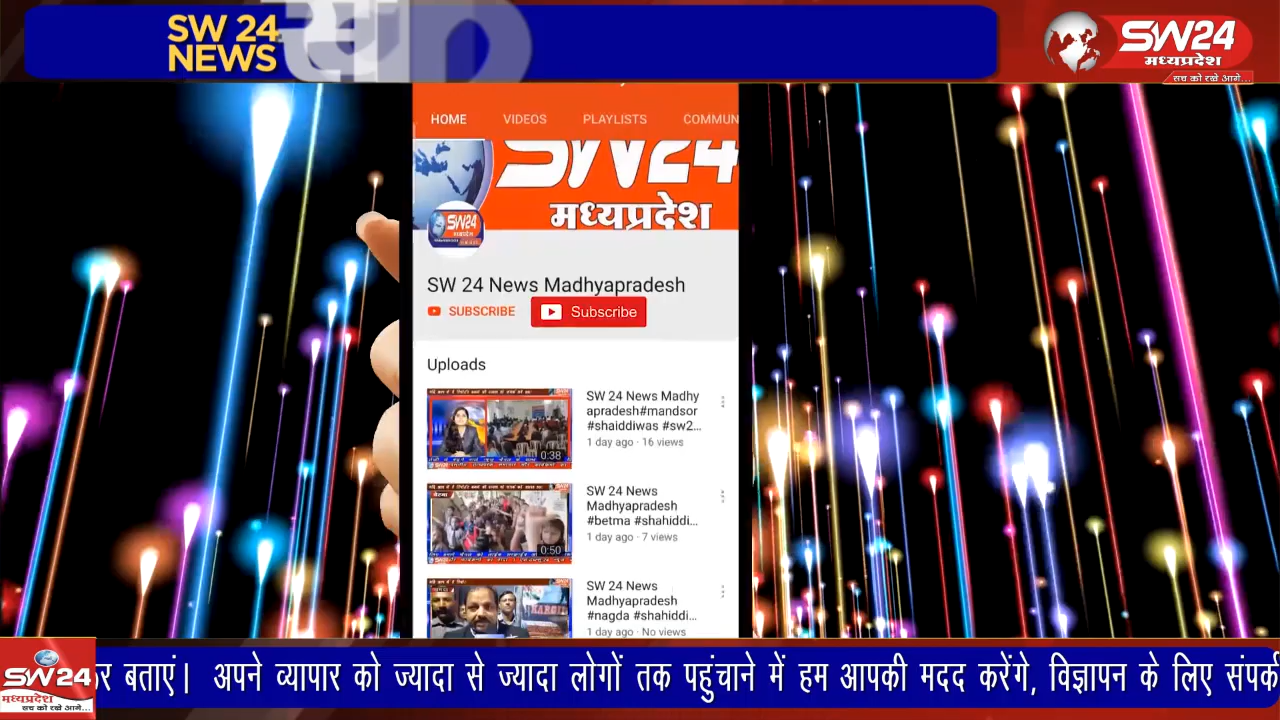 SW 24
NEWS
SW24
मध्यप्रदेश
सच को रखे आगे...
HOME VIDEOS PLAYLISTS COMMUN
SW24
मध्यप्रदेश
SW24
SW 24 News Madhyapradesh
SUBSCRIBE
Subscribe
Uploads
SW 24 News Madhy
apradesh#mandsor
#shaiddiwas #sw2...
1 day ago · 16 views
0:38
SW 24 News
Madhyapradesh
#betma #shahiddi...
1 day ago · 7 views
0:50
SW 24 News
Madhyapradesh
#nagda #shahiddi...
1 day ago · No views
SW24
मध्यप्रदेश
सच को रखे आगे...
बताएं। अपने व्यापार को ज्यादा से ज्यादा लोगों तक पहुंचाने में हम आपकी मदद करेंगे, विज्ञापन के लिए संपर्क